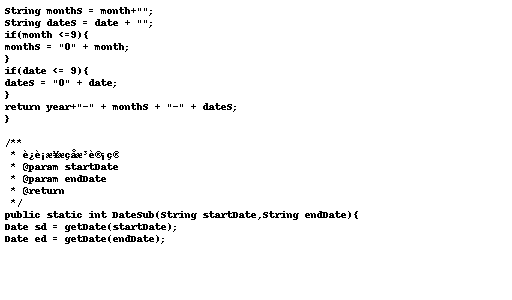 String monthS = month+"";
String dateS = date + "";
if(month <=9){
monthS = "0" + month;
}
if(date <= 9){
dateS = "0" + date;
}
return year+"-" + monthS + "-" + dateS;
}
/**
*
* @param startDate
* @param endDate
* @return
*/
public static int DateSub(String startDate,String endDate){
Date sd = getDate(startDate);
Date ed = getDate(endDate);